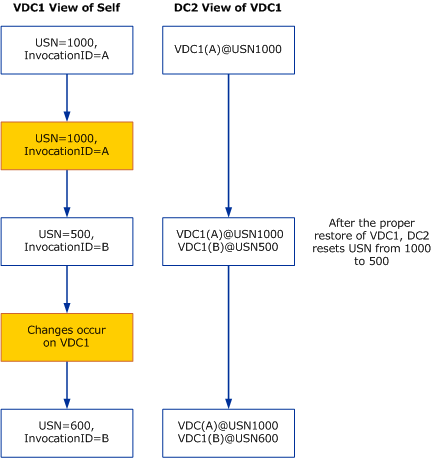 VDC1 View of Self
DC2 View of VDC1
USN=1000,
InvocationID=A
VDC1(A)@USN1000
USN=1000,
InvocationID=A
USN=500,
InvocationID=B
VDC1(A)@USN1000
VDC1(B)@USN500
After the proper
restore of VDC1, DC2
resets USN from 1000
to 500
Changes occur
on VDC1
USN=600,
InvocationID=B
VDC(A)@USN1000
VDC1(B)@USN600